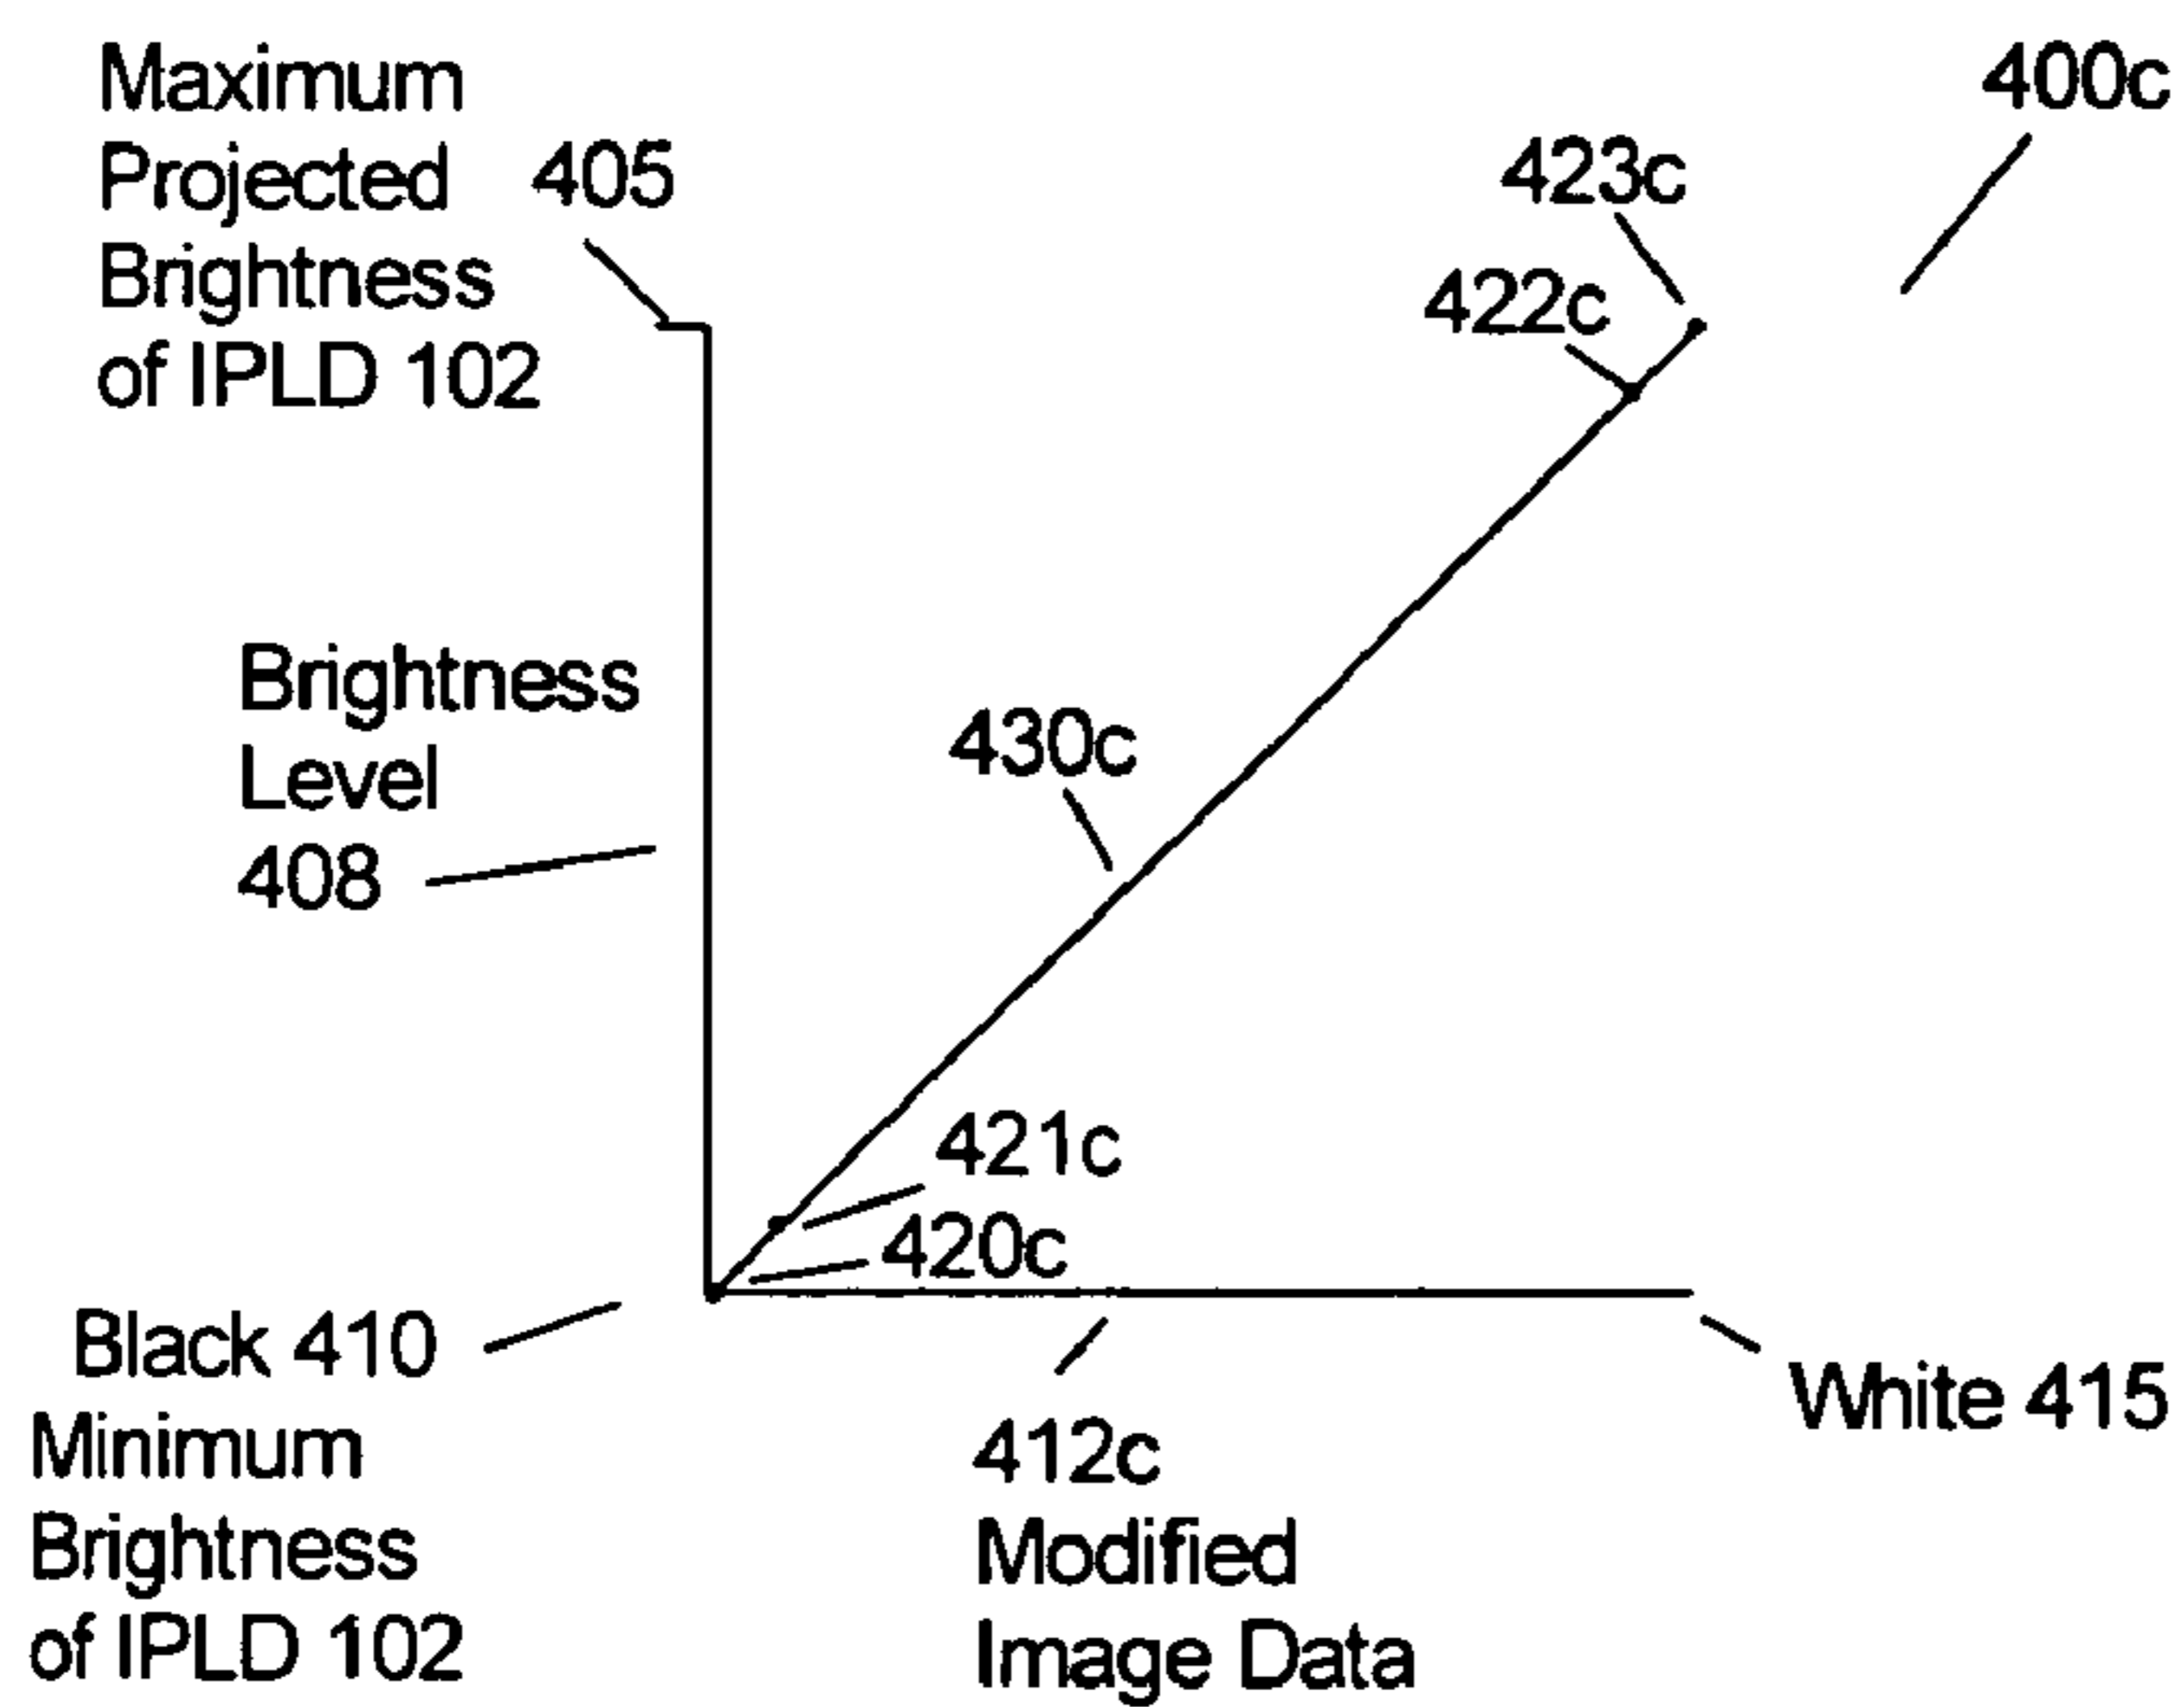 Maximum
Projected 405
Brightness
of IPLD 102
400c
423c
422c
Brightness
Level
408
430c
421c
420c
Black 410
Minimum
Brightness
of IPLD 102
412c
Modified
Image Data
White 415